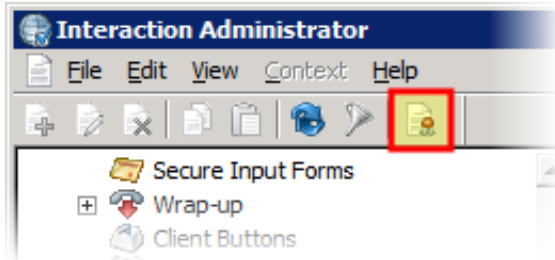 Interaction Administrator
File Edit View Context Help
Secure Input Forms
Wrap-up
Client Buttons